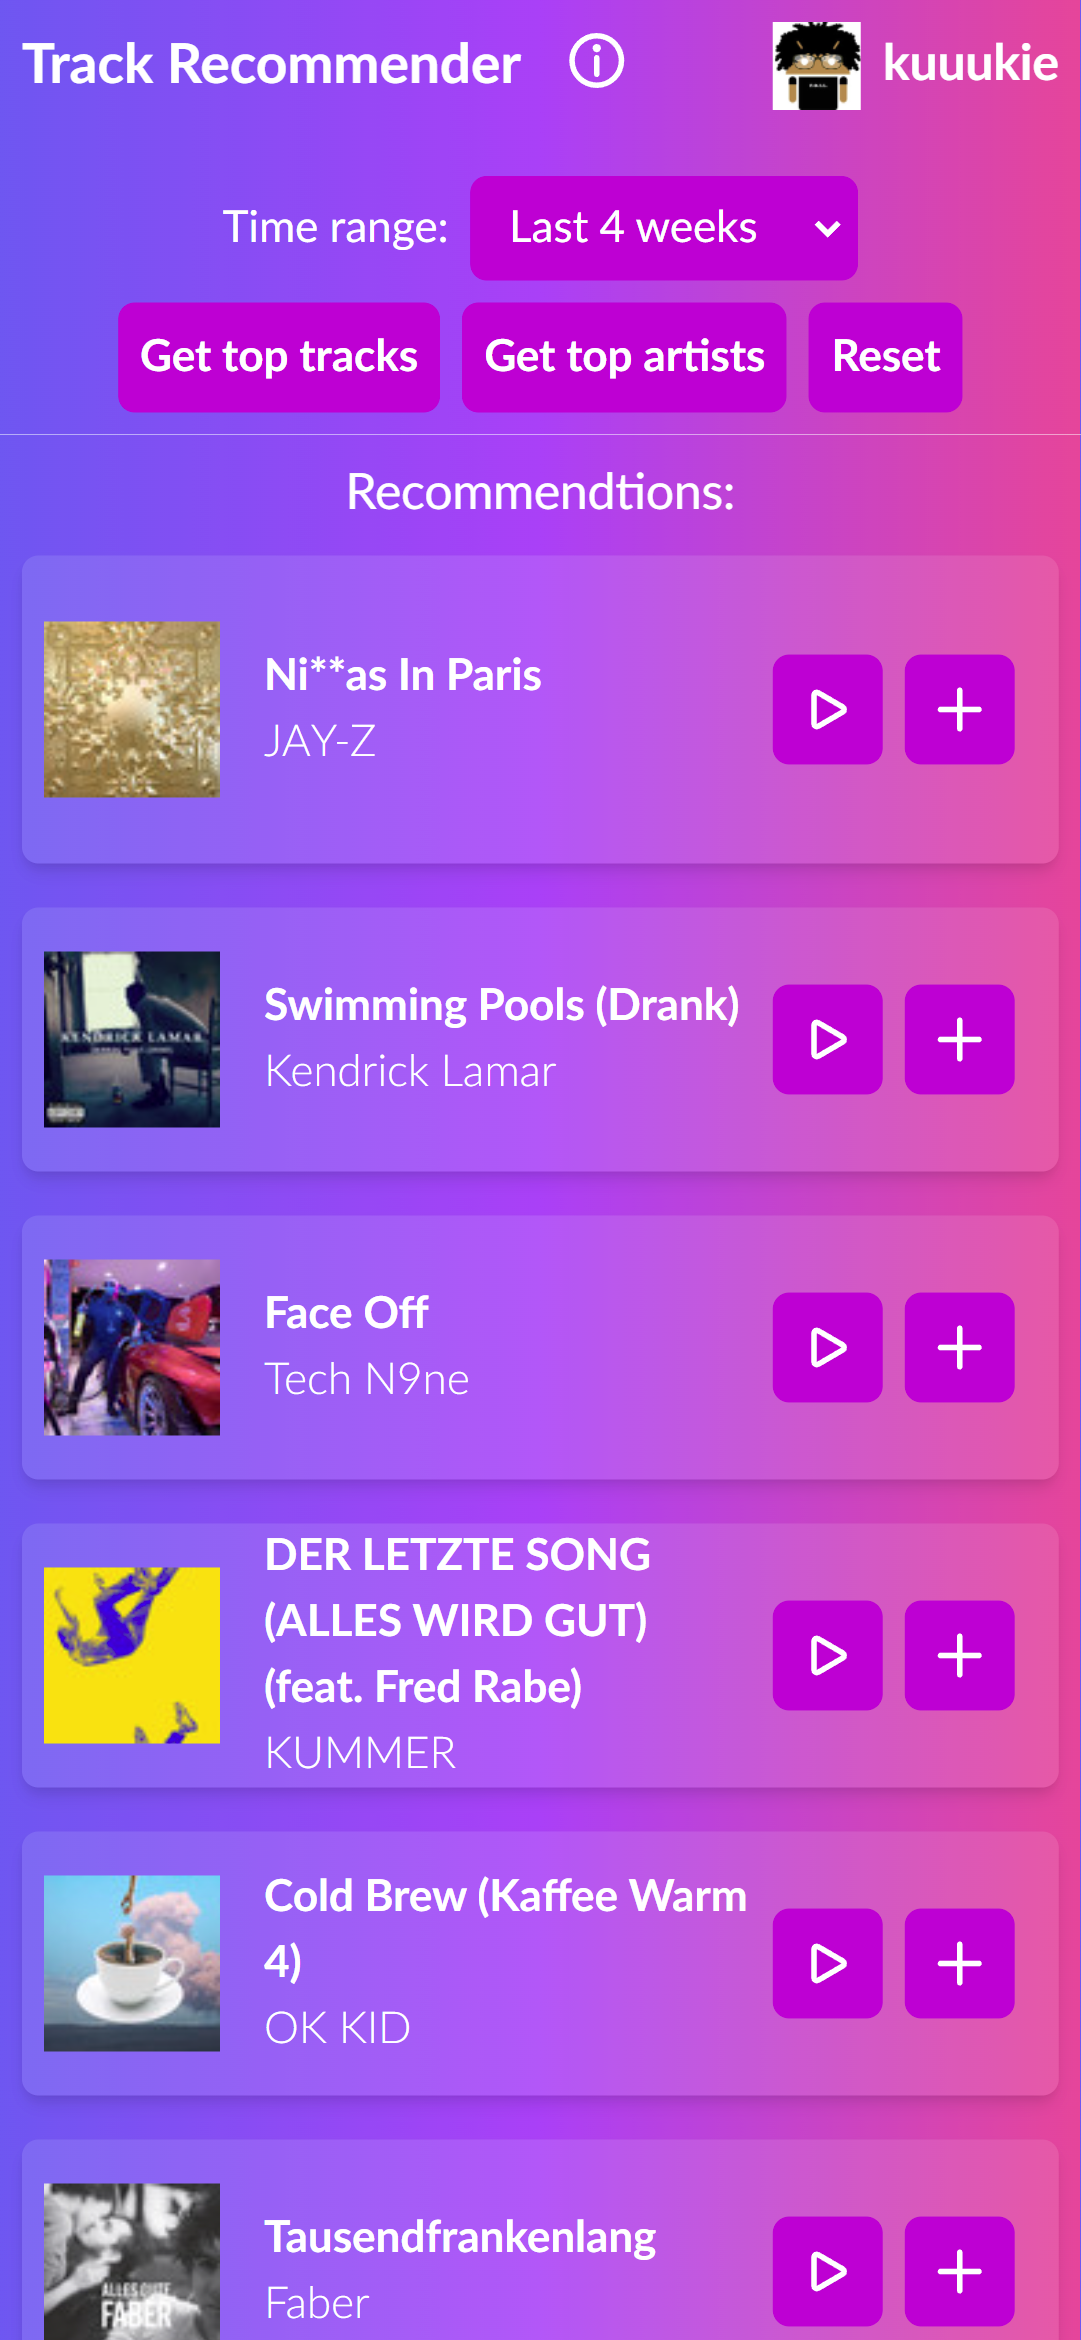 Track Recommender
kuuukie
Time range:
Last 4 weeks
Get top tracks
Get top artists
Reset
Recommendtions:
Ni**as In Paris
JAY-Z
KENDRICK LAMAR
Swimming Pools (Drank)
Kendrick Lamar
Face Off
Tech N9ne
DER LETZTE SONG
(ALLES WIRD GUT)
(feat. Fred Rabe)
KUMMER
Cold Brew (Kaffee Warm
4)
OK KID
ALLES GUTE
FABER
Tausendfrankenlang
Faber